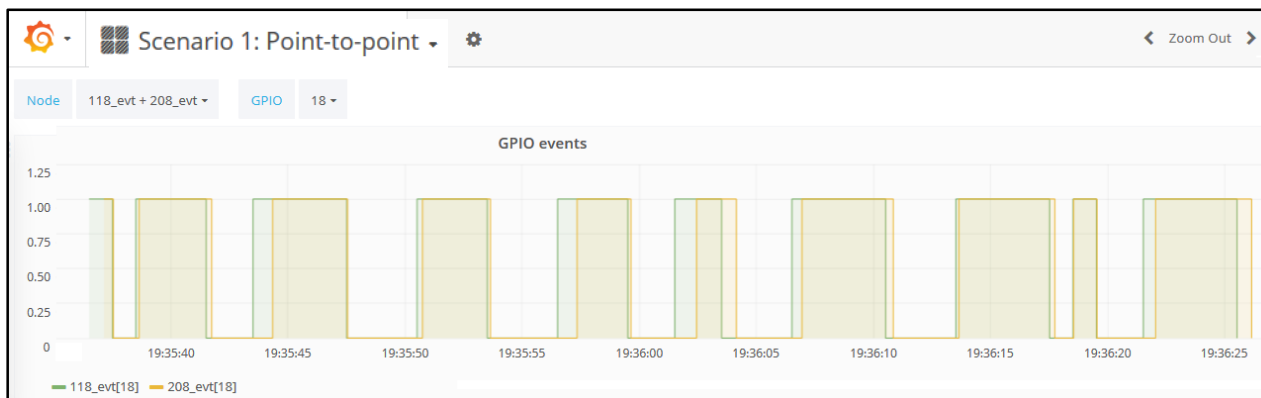 Scenario 1: Point-to-point
Zoom Out
Node 118_evt + 208_evt GPIO 18
GPIO events
1.25
1.00
0.75
0.50
0.25
0
19:35:40 19:35:45 19:35:50 19:35:55 19:36:00 19:36:05 19:36:10 19:36:15 19:36:20 19:36:25
118_evt[18] 208_evt[18]